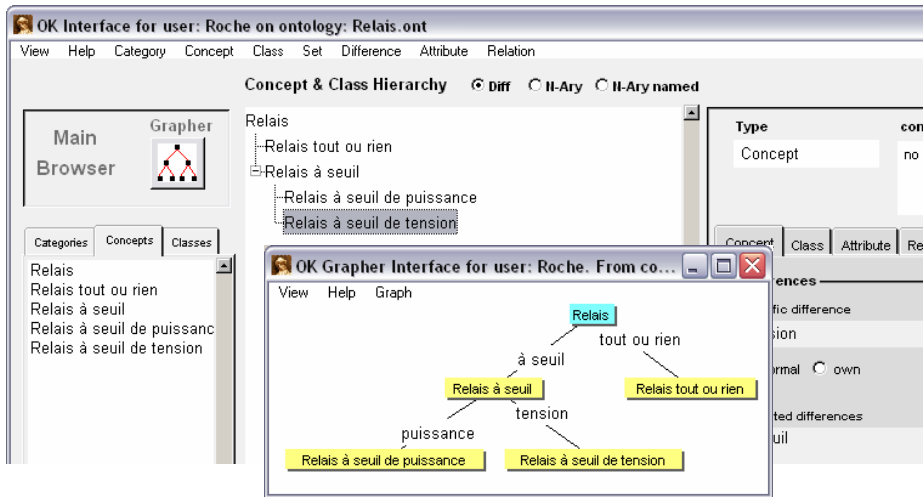 OK Interface for user: Roche on ontology: Relais.ont
View Help Category Concept Class Set Difference Attribute Relation
Concept & Class Hierarchy Diff N-Ary N-Ary named
Main Browser
Grapher
Categories Concepts Classes
Relais
Relais tout ou rien
Relais à seuil
Relais à seuil de puissanc
Relais à seuil de tension
Relais
Relais tout ou rien
Relais à seuil
Relais à seuil de puissance
Relais à seuil de tension
Type con
Concept no
Concept Class Attribute Re
ences
fic difference
sion
rmal own
ted differences
uil
OK Grapher Interface for user: Roche. From co...
View Help Graph
Relais
à seuil
tout ou rien
Relais à seuil
Relais tout ou rien
puissance
tension
Relais à seuil de puissance
Relais à seuil de tension